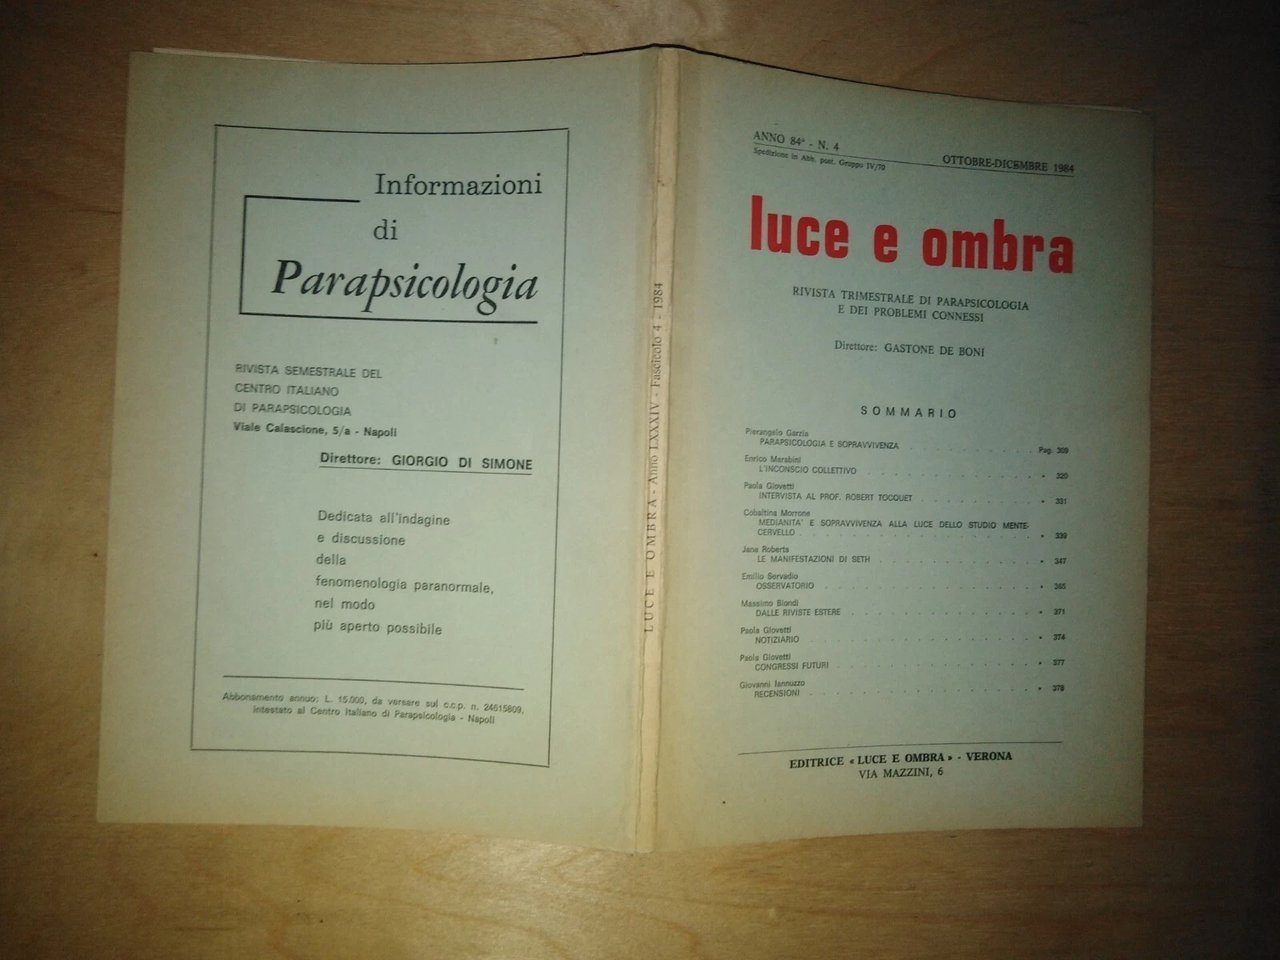 Informazioni
di
Parapsicologia
RIVISTA SEMESTRALE DEL
CENTRO ITALIANO
DI PARAPSICOLOGIA
Viale Calascione, 5/a - Napoli
Direttore: GIORGIO DI SIMONE
Dedicata all'indagine
e discussione
della
fenomenologia paranormale,
nel modo
più aperto possibile
Abbonamento annuo: L. 15.000, da versare sul c.c.p. n. 24615809,
intestato al Centro Italiano di Parapsicologia - Napoli
LUCE E OMBRA - Anno LXXXIV - Fascicolo 4 - 1984
ANNO 84° - N. 4
Spedizione in Abb. post. Gruppo IV/70
OTTOBRE-DICEMBRE 1984
luce e ombra
RIVISTA TRIMESTRALE DI PARAPSICOLOGIA
E DEI PROBLEMI CONNESSI
Direttore: GASTONE DE BONI
SOMMARIO
Pierangelo Garzia
PARAPSICOLOGIA E SOPRAVVIVENZA . . . . . . . . . Pag. 309
Enrico Marabini
L'INCONSCIO COLLETTIVO . . . . . . . . . . . . » 320
Paola Giovetti
INTERVISTA AL PROF. ROBERT TOCQUET . . . . . . . . » 331
Cobaltina Morrone
MEDIANITA' E SOPRAVVIVENZA ALLA LUCE DELLO STUDIO MENTE-
CERVELLO . . . . . . . . . . . . . . . » 339
Jane Roberts
LE MANIFESTAZIONI DI SETH . . . . . . . . . . . » 347
Emilio Servadio
OSSERVATORIO . . . . . . . . . . . . . . » 365
Massimo Biondi
DALLE RIVISTE ESTERE . . . . . . . . . . . . . » 371
Paola Giovetti
NOTIZIARIO . . . . . . . . . . . . . . . » 374
Paola Giovetti
CONGRESSI FUTURI . . . . . . . . . . . . . . » 377
Giovanni Iannuzzo
RECENSIONI . . . . . . . . . . . . . . . » 378
EDITRICE «LUCE E OMBRA» - VERONA
VIA MAZZINI, 6